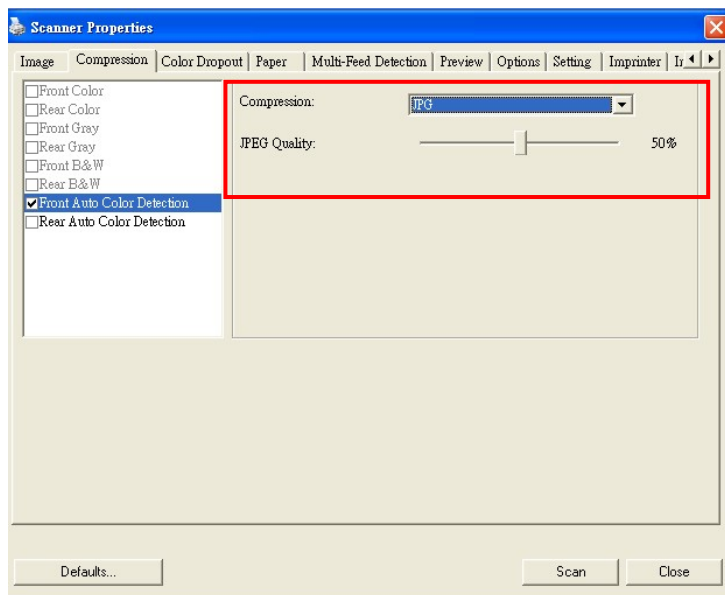 Scanner Properties
Image Compression Color Dropout Paper Multi-Feed Detection Preview Options Setting Imprinter
Front Color
Rear Color
Front Gray
Rear Gray
Front B&W
Rear B&W
Front Auto Color Detection
Rear Auto Color Detection
Compression: JPG
JPEG Quality: 50%
Defaults... Scan Close